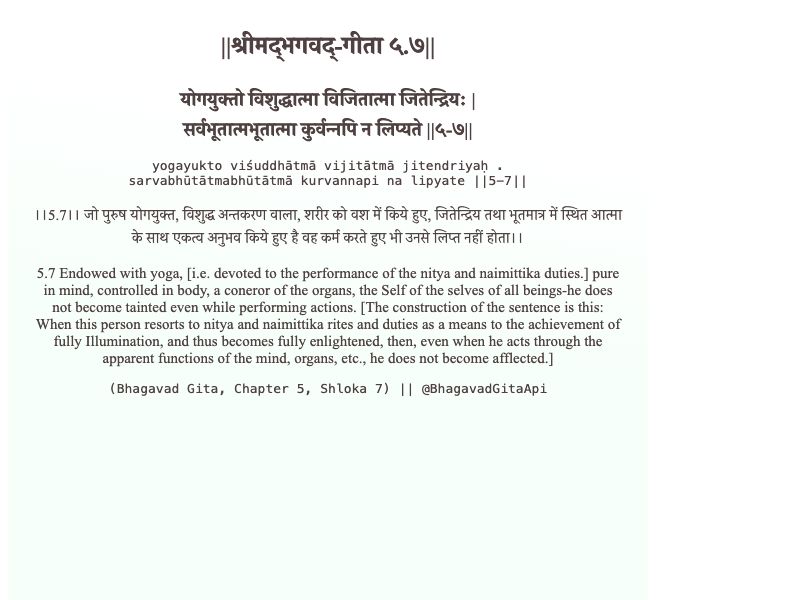 ||श्रीमद्‍भगवद्‍-गीता ५.७||
योगयुक्तो विशुद्धात्मा विजितात्मा जितेन्द्रियः |
सर्वभूतात्मभूतात्मा कुर्वन्नपि न लिप्यते ||५-७||
yogayukto viśuddhātmā vijitātmā jitendriyaḥ .
sarvabhūtātmabhūtātmā kurvannapi na lipyate ||5-7||
।।5.7।। जो पुरुष योगयुक्त, विशुद्ध अन्तकरण वाला, शरीर को वश में किये हुए, जितेन्द्रिय तथा भूतमात्र में स्थित आत्मा
के साथ एकत्व अनुभव किये हुए है वह कर्म करते हुए भी उनसे लिप्त नहीं होता।।
5.7 Endowed with yoga, [i.e. devoted to the performance of the nitya and naimittika duties.] pure
in mind, controlled in body, a coneror of the organs, the Self of the selves of all beings-he does
not become tainted even while performing actions. [The construction of the sentence is this:
When this person resorts to nitya and naimittika rites and duties as a means to the achievement of
fully Illumination, and thus becomes fully enlightened, then, even when he acts through the
apparent functions of the mind, organs, etc., he does not become afflected.]
(Bhagavad Gita, Chapter 5, Shloka 7) || @BhagavadGitaApi